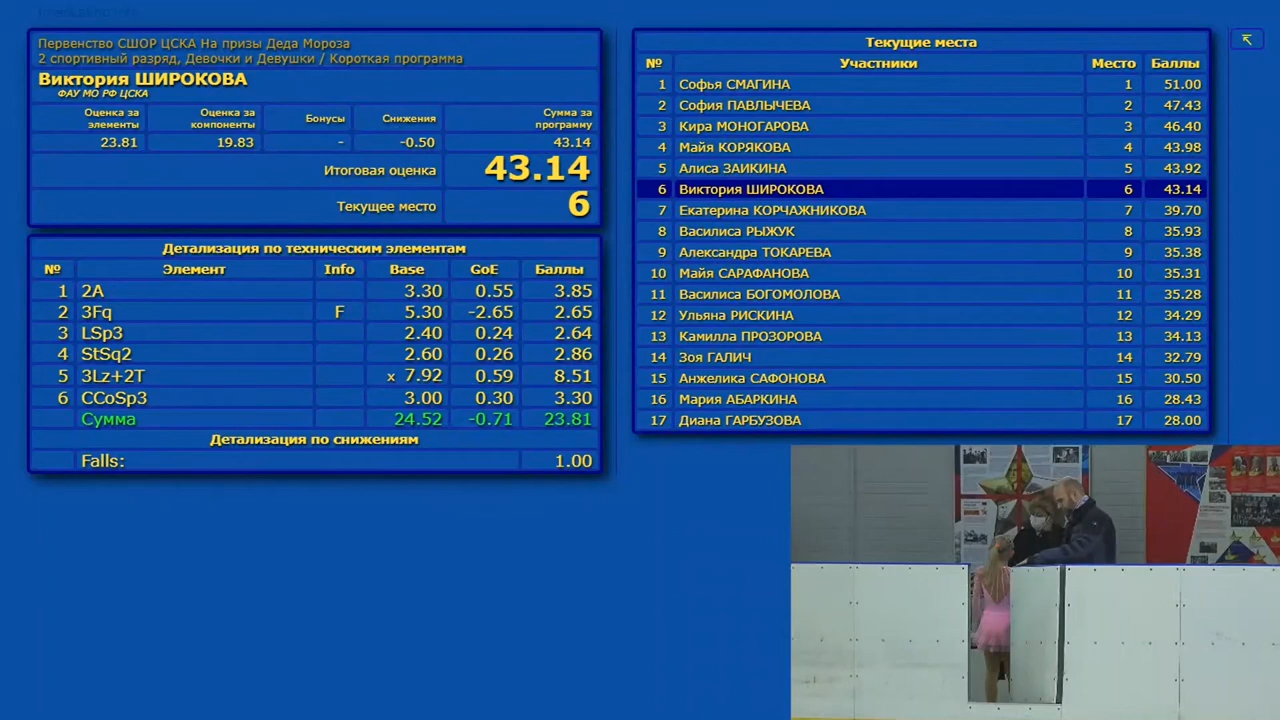 Первенство СШОР ЦСКА На призы Деда Мороза
2 спортивный разряд, Девочки и Девушки / Короткая программа
Виктория ШИРОКОВА
ФАУ МО РФ ЦСКА
Оценка за элементы Оценка за компоненты Бонусы Снижения Сумма за программу
23.81 19.83 - -0.50 43.14
Итоговая оценка 43.14
Текущее место 6
Детализация по техническим элементам
№ Элемент Info Base GoE Баллы
1 2A 3.30 0.55 3.85
2 3Fq F 5.30 -2.65 2.65
3 LSp3 2.40 0.24 2.64
4 StSq2 2.60 0.26 2.86
5 3Lz+2T x 7.92 0.59 8.51
6 CCoSp3 3.00 0.30 3.30
Сумма 24.52 -0.71 23.81
Детализация по снижениям
Falls: 1.00
Текущие места
№ Участники Место Баллы
1 Софья СМАГИНА 1 51.00
2 София ПАВЛЫЧЕВА 2 47.43
3 Кира МОНОГАРОВА 3 46.40
4 Майя КОРЯКОВА 4 43.98
5 Алиса ЗАИКИНА 5 43.92
6 Виктория ШИРОКОВА 6 43.14
7 Екатерина КОРЧАЖНИКОВА 7 39.70
8 Василиса РЫЖУК 8 35.93
9 Александра ТОКАРЕВА 9 35.38
10 Майя САРАФАНОВА 10 35.31
11 Василиса БОГОМОЛОВА 11 35.28
12 Ульяна РИСКИНА 12 34.29
13 Камилла ПРОЗОРОВА 13 34.13
14 Зоя ГАЛИЧ 14 32.79
15 Анжелика САФОНОВА 15 30.50
16 Мария АБАРКИНА 16 28.43
17 Диана ГАРБУЗОВА 17 28.00